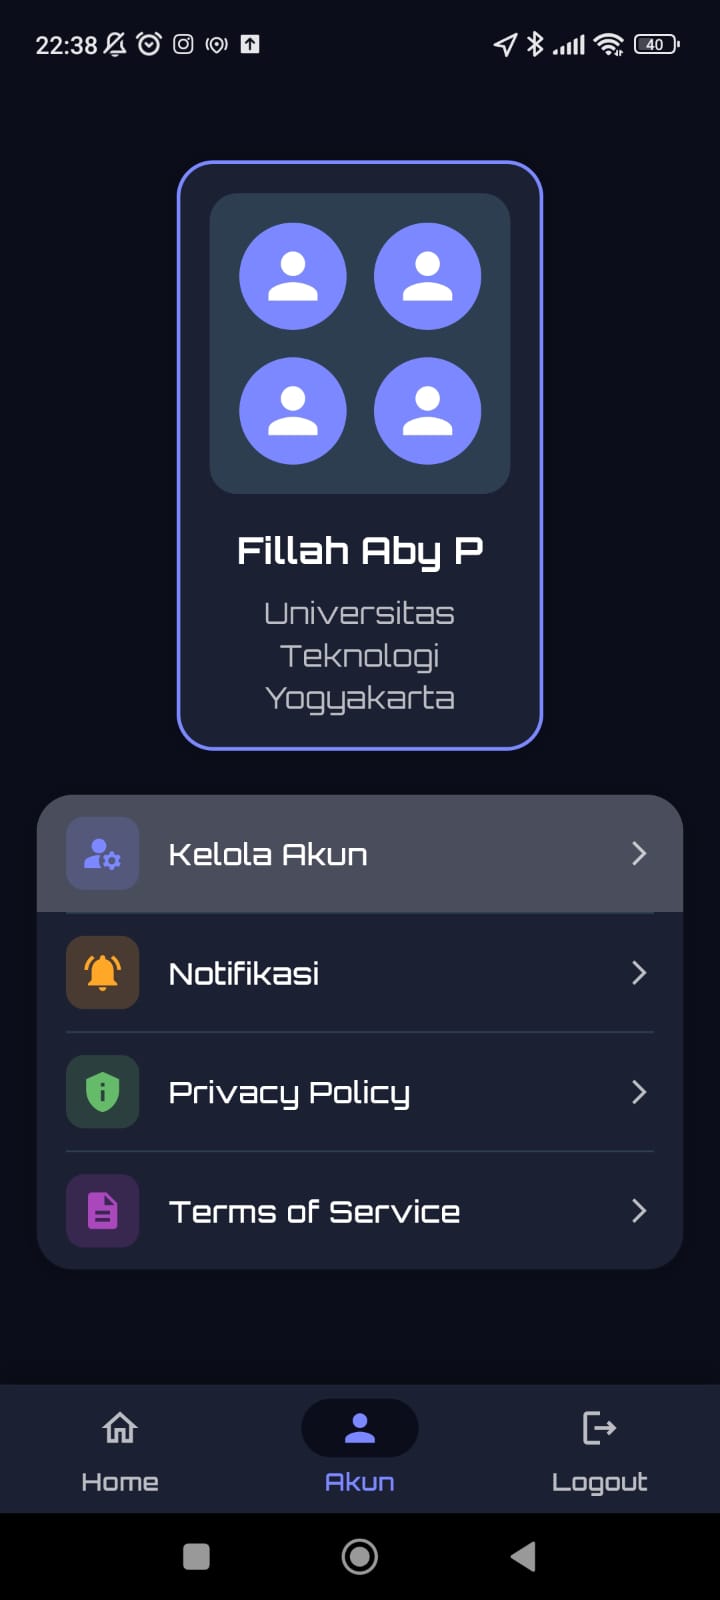 22:38
40
Fillah Aby P
Universitas
Teknologi
Yogyakarta
Kelola Akun
Notifikasi
Privacy Policy
Terms of Service
Home
Akun
Logout